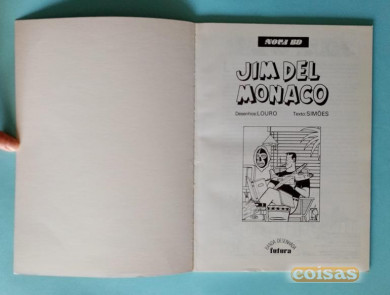 NOVA BD
JIM DEL
MONACO
Desenhos: LOURO Texto: SIMÕES
futura
coisas